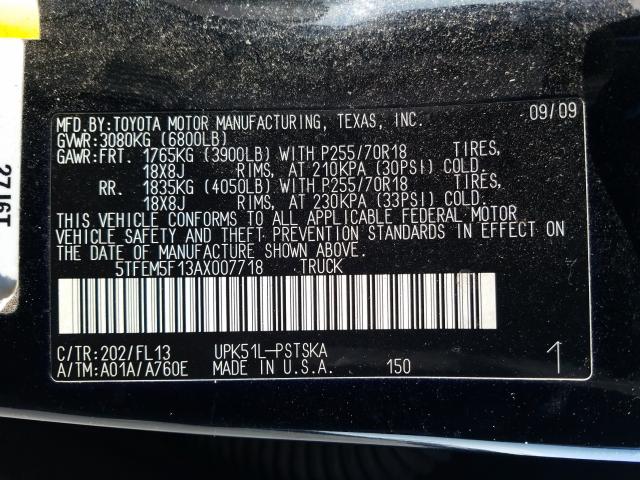 MFD.BY:TOYOTA MOTOR MANUFACTURING, TEXAS, INC. 09/09
GVWR:3080KG (6800LB)
GAWR:FRT. 1765KG (3900LB) WITH P255/70R18 TIRES,
18X8J RIMS, AT 210KPA (30PSI) COLD.
RR. 1835KG (4050LB) WITH P255/70R18 TIRES,
18X8J RIMS, AT 230KPA (33PSI) COLD.
THIS VEHICLE CONFORMS TO ALL APPLICABLE FEDERAL MOTOR
VEHICLE SAFETY AND THEFT PREVENTION STANDARDS IN EFFECT ON
THE DATE OF MANUFACTURE SHOWN ABOVE.
5TFEM5F13AX007718 TRUCK
C/TR:202/FL13 UPK51L-PSTSKA
A/TM:A01A/A760E MADE IN U.S.A. 150